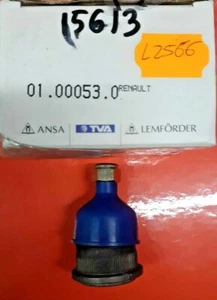 15613
L2566
01.00053.0 RENAULT
ANSA TVA LEMFÖRDER